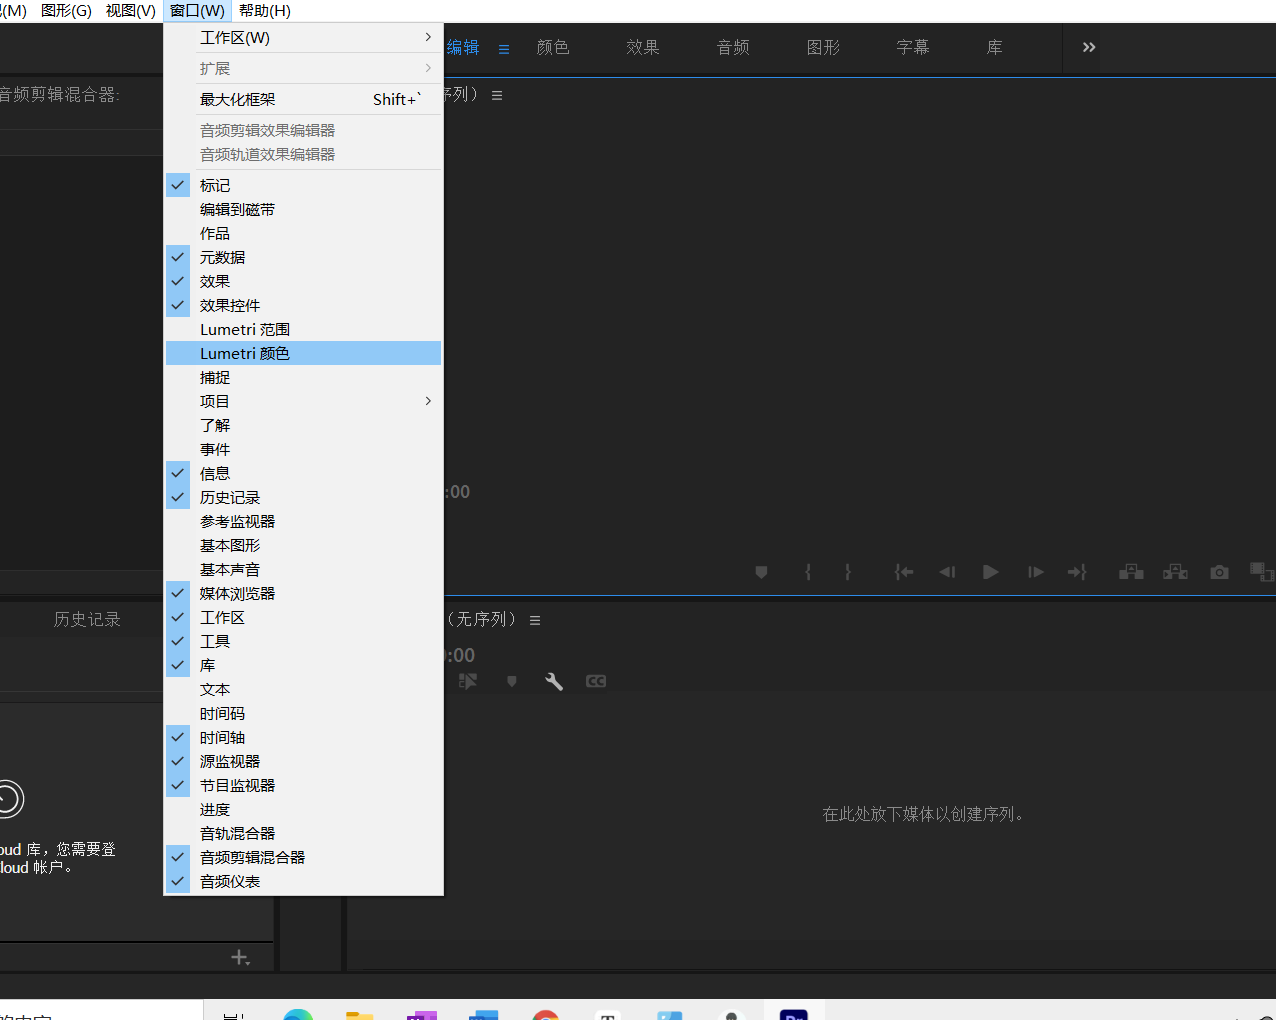 (M) 图形(G) 视图(V) 窗口(W) 帮助(H)
工作区(W)
扩展
最大化框架 Shift+`
音频剪辑效果编辑器
音频轨道效果编辑器
标记
编辑到磁带
作品
元数据
效果
效果控件
Lumetri 范围
Lumetri 颜色
捕捉
项目
了解
事件
信息
历史记录
参考监视器
基本图形
基本声音
媒体浏览器
工作区
工具
库
文本
时间码
时间轴
源监视器
节目监视器
进度
音轨混合器
音频剪辑混合器
音频仪表
编辑 颜色 效果 音频 图形 字幕 库
音频剪辑混合器:
序列）
:00
历史记录
（无序列）
:00
CC
在此处放下媒体以创建序列。
oud 库，您需要登
loud 帐户。
Pr